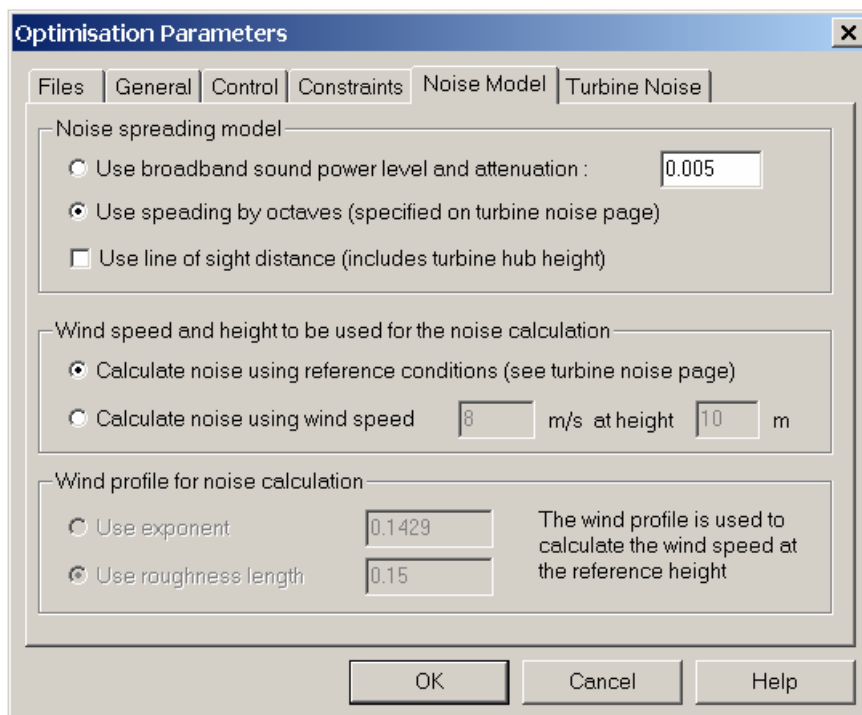 Optimisation Parameters
Files General Control Constraints Noise Model Turbine Noise
Noise spreading model
Use broadband sound power level and attenuation : 0.005
Use speading by octaves (specified on turbine noise page)
Use line of sight distance (includes turbine hub height)
Wind speed and height to be used for the noise calculation
Calculate noise using reference conditions (see turbine noise page)
Calculate noise using wind speed 8 m/s at height 10 m
Wind profile for noise calculation
Use exponent 0.1429
Use roughness length 0.15
The wind profile is used to
calculate the wind speed at
the reference height
OK Cancel Help